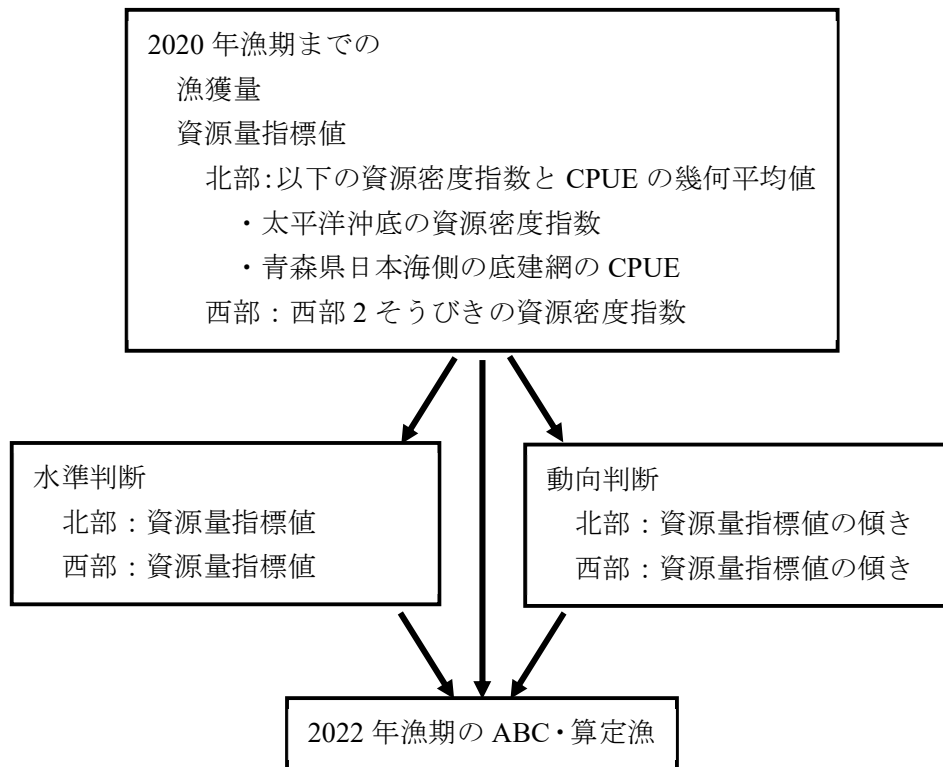 2020 年漁期までの
漁獲量
資源量指標値
北部：以下の資源密度指数と CPUE の幾何平均値
・太平洋沖底の資源密度指数
・青森県日本海側の底建網の CPUE
西部：西部 2 そうびきの資源密度指数
水準判断
北部：資源量指標値
西部：資源量指標値
動向判断
北部：資源量指標値の傾き
西部：資源量指標値の傾き
2022 年漁期の ABC・算定漁